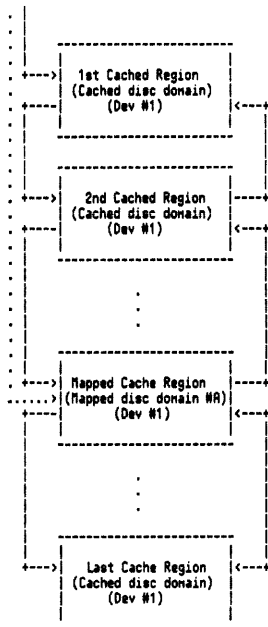 1st Cached Region
(Cached disc domain)
(Dev #1)
2nd Cached Region
(Cached disc domain)
(Dev #1)
Mapped Cache Region
(Mapped disc domain #A)
(Dev #1)
Last Cache Region
(Cached disc domain)
(Dev #1)